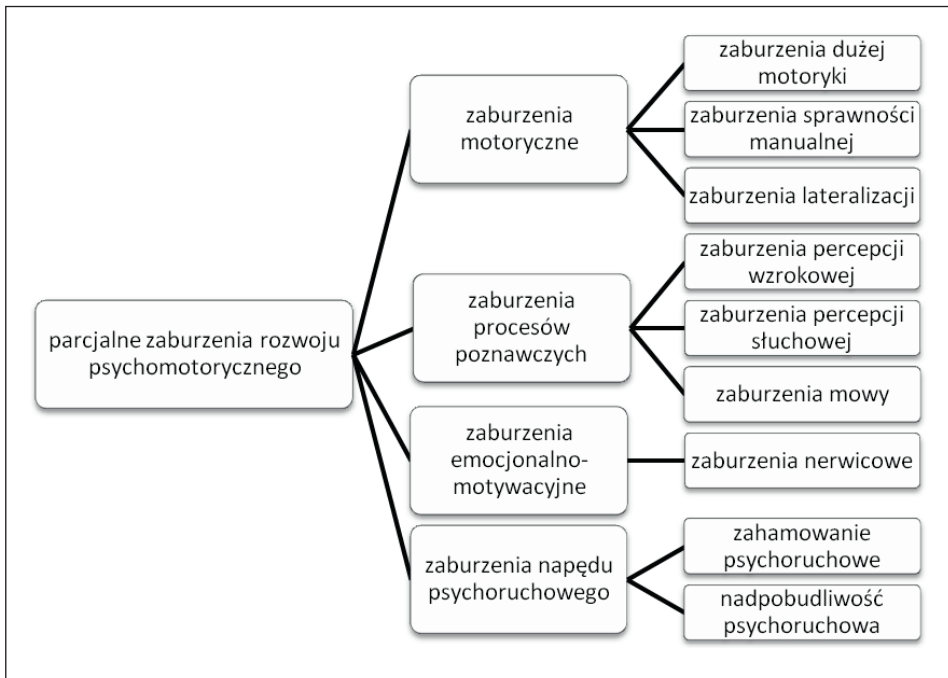 parcjalne zaburzenia rozwoju
psychomotorycznego
zaburzenia
motoryczne
zaburzenia dużej
motoryki
zaburzenia sprawności
manualnej
zaburzenia lateralizacji
zaburzenia
procesów
poznawczych
zaburzenia percepcji
wzrokowej
zaburzenia percepcji
słuchowej
zaburzenia mowy
zaburzenia
emocjonalno-
motywacyjne
zaburzenia nerwicowe
zaburzenia napędu
psychoruchowego
zahamowanie
psychoruchowe
nadpobudliwość
psychoruchowa